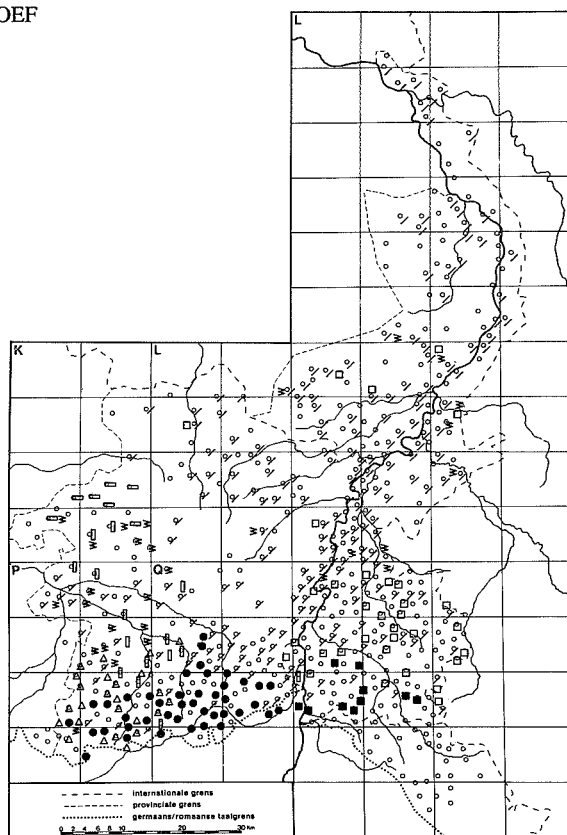 OEF
L
K L
P Q
internationale grens
provinciale grens
germaans/romaanse taalgrens
0 2 4 6 8 10 20 30 Km